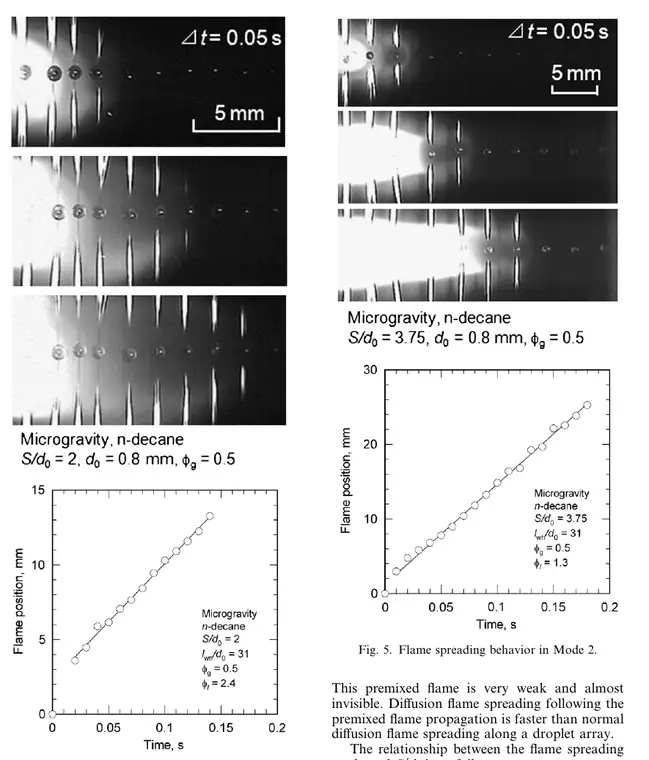 ⊿t = 0.05 s
5 mm
Microgravity, n-decane
S/d0 = 2, d0 = 0.8 mm, ϕg = 0.5
15
10
5
0
Flame position, mm
Microgravity
n-decane
S/d0 = 2
lwff/d0 = 31
ϕg = 0.5
ϕl = 2.4
0 0.05 0.1 0.15 0.2
Time, s
⊿t = 0.05 s
5 mm
Microgravity, n-decane
S/d0 = 3.75, d0 = 0.8 mm, ϕg = 0.5
30
20
10
0
Flame position, mm
Microgravity
n-decane
S/d0 = 3.75
lwff/d0 = 31
ϕg = 0.5
ϕl = 1.3
0 0.05 0.1 0.15 0.2
Time, s
Fig. 5. Flame spreading behavior in Mode 2.
This premixed flame is very weak and almost
invisible. Diffusion flame spreading following the
premixed flame propagation is faster than normal
diffusion flame spreading along a droplet array.
The relationship between the flame spreading